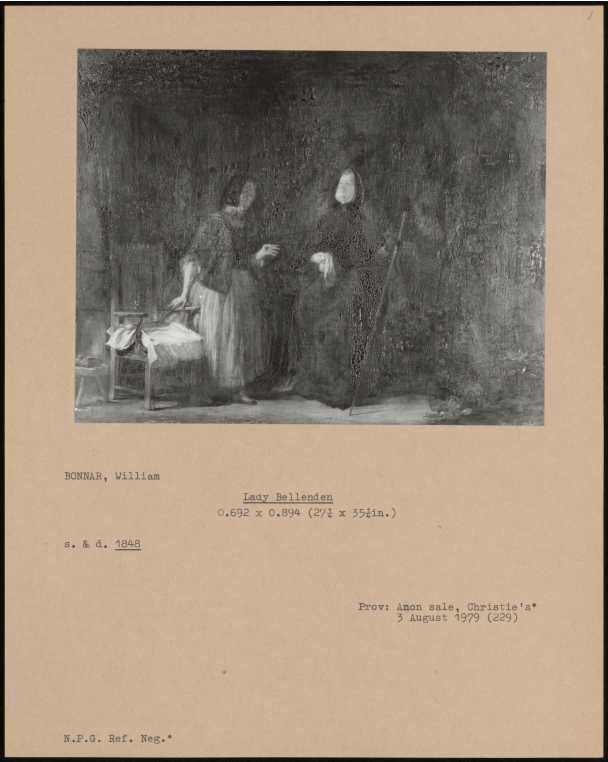 BONNAR, William
Lady Bellenden
0.692 x 0.894 (27¼ x 35¼in.)
s. & d. 1848
Prov: Anon sale, Christie's*
3 August 1979 (229)
N.P.G. Ref. Neg.*